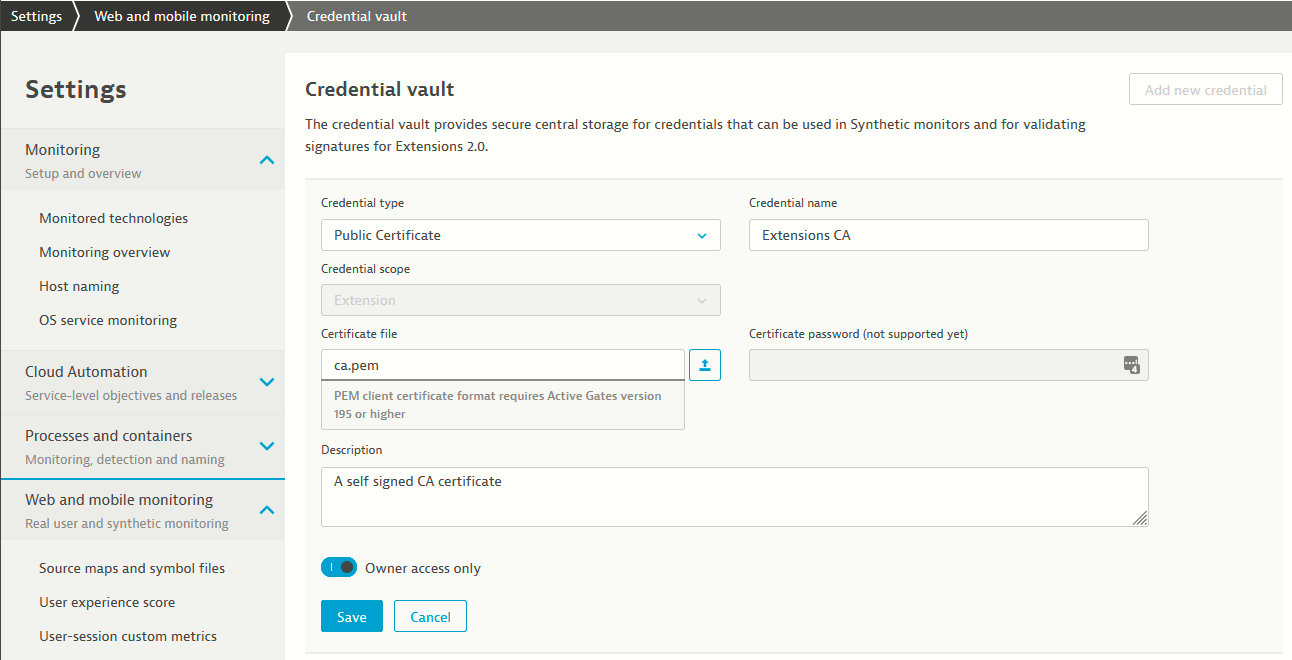 Settings
Web and mobile monitoring
Credential vault
Settings
Monitoring
Setup and overview
Monitored technologies
Monitoring overview
Host naming
OS service monitoring
Cloud Automation
Service-level objectives and releases
Processes and containers
Monitoring, detection and naming
Web and mobile monitoring
Real user and synthetic monitoring
Source maps and symbol files
User experience score
User-session custom metrics
Credential vault
Add new credential
The credential vault provides secure central storage for credentials that can be used in Synthetic monitors and for validating
signatures for Extensions 2.0.
Credential type
Public Certificate
Credential name
Extensions CA
Credential scope
Extension
Certificate file
ca.pem
PEM client certificate format requires Active Gates version
195 or higher
Certificate password (not supported yet)
4
Description
A self signed CA certificate
Owner access only
Save
Cancel